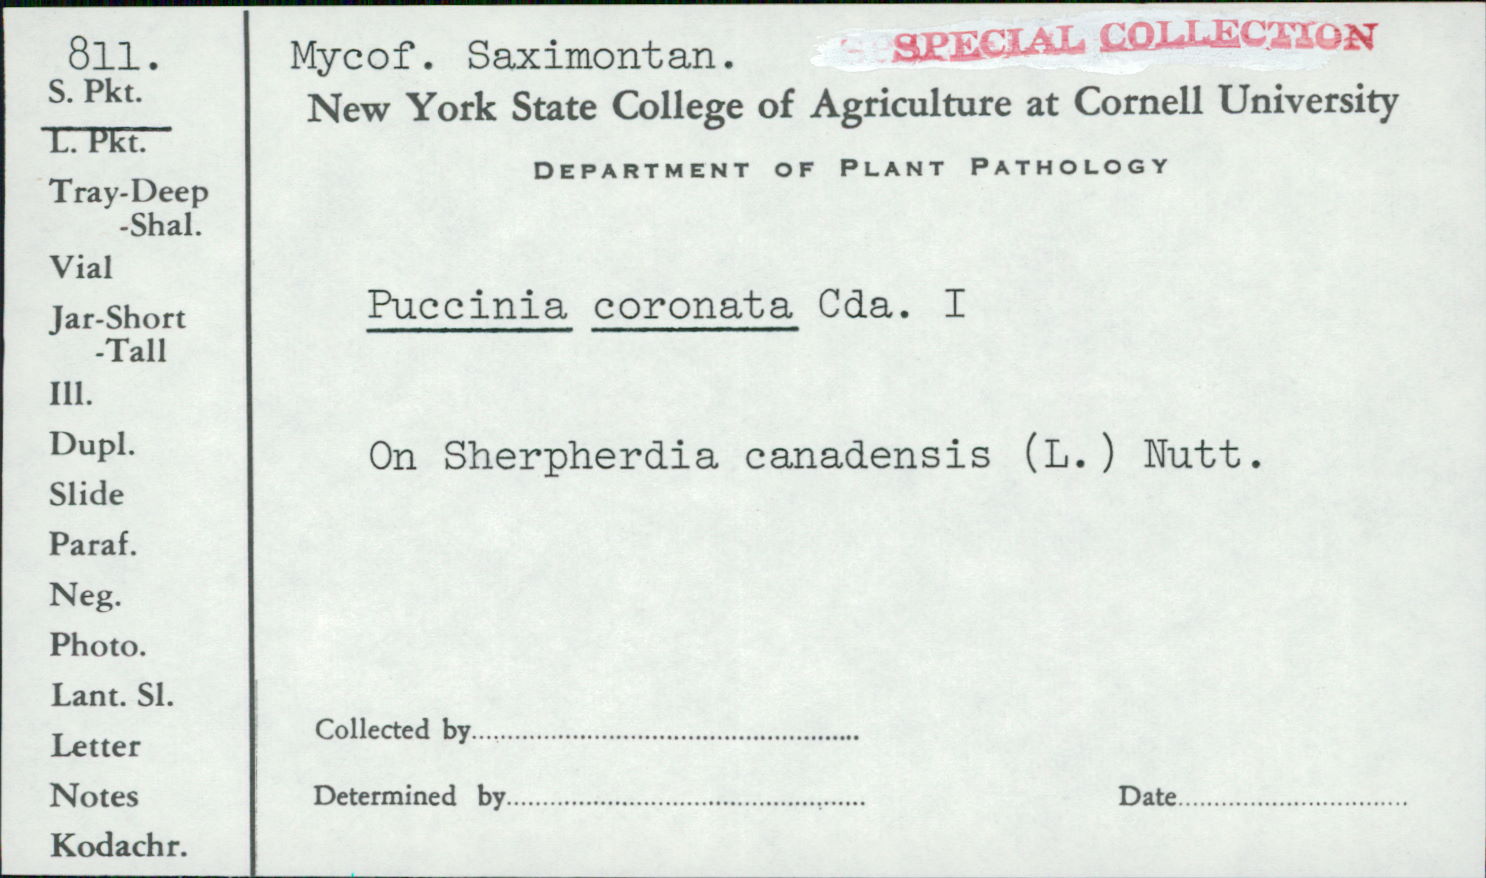 811.
S. Pkt.
L. Pkt.
Tray-Deep
-Shal.
Vial
Jar-Short
-Tall
Ill.
Dupl.
Slide
Paraf.
Neg.
Photo.
Lant. Sl.
Letter
Notes
Kodachr.
Mycof. Saximontan.
SPECIAL COLLECTION
New York State College of Agriculture at Cornell University
DEPARTMENT OF PLANT PATHOLOGY
Puccinia coronata Cda. I
On Sherpherdia canadensis (L.) Nutt.
Collected by
Determined by
Date